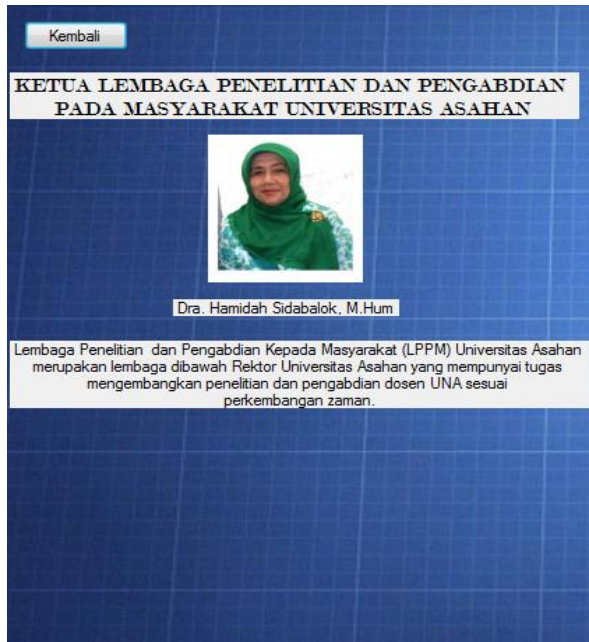 Kembali
KETUA LEMBAGA PENELITIAN DAN PENGABDIAN
PADA MASYARAKAT UNIVERSITAS ASAHAN
Dra. Hamidah Sidabalok, M.Hum
Lembaga Penelitian dan Pengabdian Kepada Masyarakat (LPPM) Universitas Asahan
merupakan lembaga dibawah Rektor Universitas Asahan yang mempunyai tugas
mengembangkan penelitian dan pengabdian dosen UNA sesuai
perkembangan zaman.